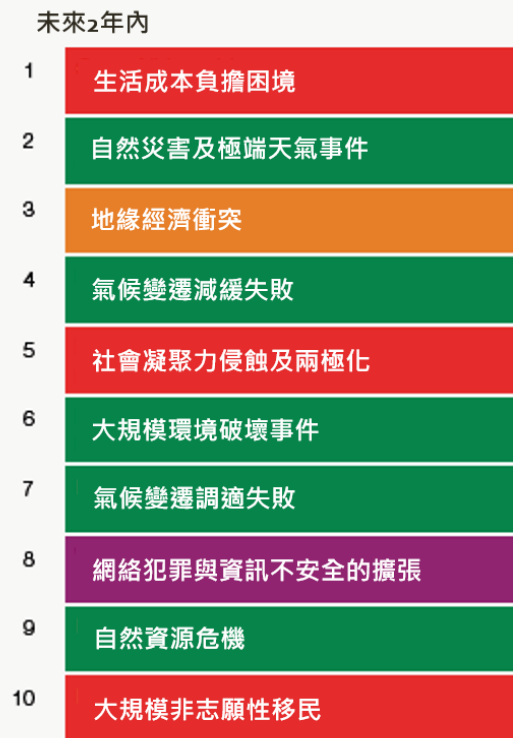 未來2年內
1 生活成本負擔困境
2 自然災害及極端天氣事件
3 地緣經濟衝突
4 氣候變遷減緩失敗
5 社會凝聚力侵蝕及兩極化
6 大規模環境破壞事件
7 氣候變遷調適失敗
8 網絡犯罪與資訊不安全的擴張
9 自然資源危機
10 大規模非志願性移民